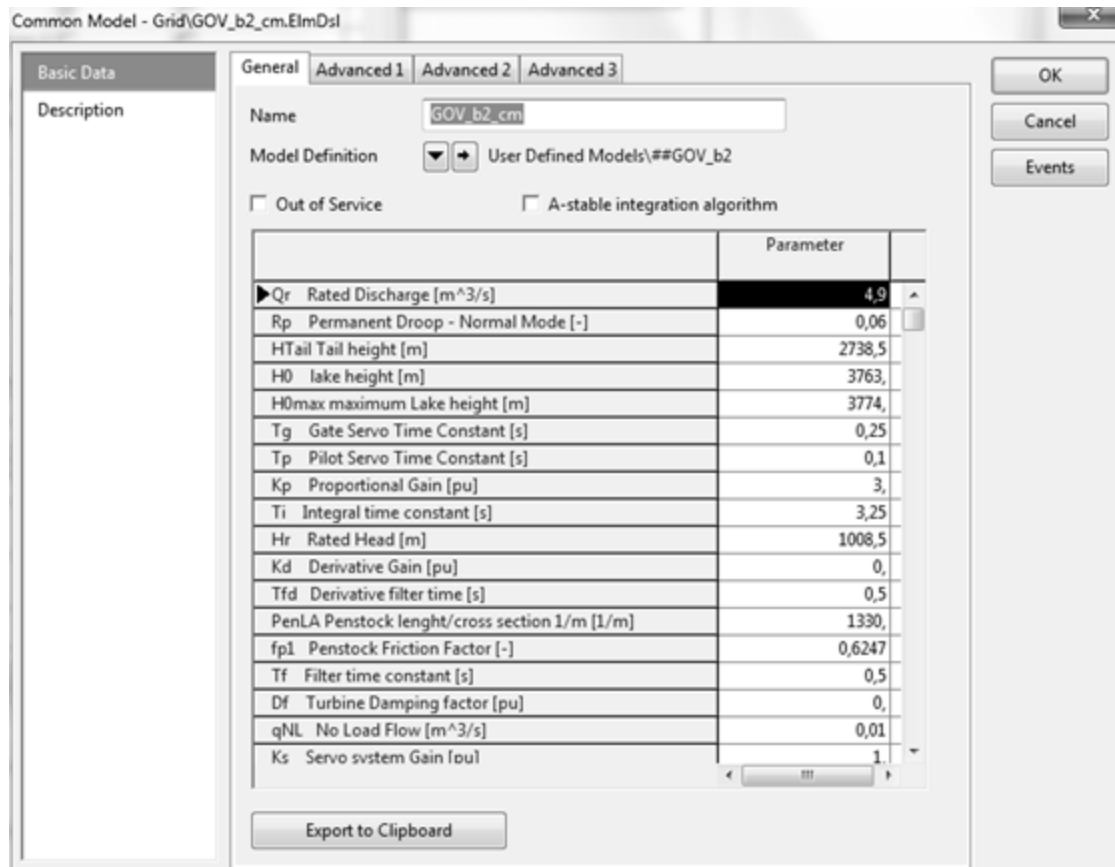 Common Model - Grid\GOV_b2_cm.ElmDsl
x
Basic Data
Description
General Advanced 1 Advanced 2 Advanced 3
OK
Cancel
Events
Name GOV_b2_cm
Model Definition User Defined Models\##GOV_b2
Out of Service A-stable integration algorithm
Parameter
Qr Rated Discharge [m^3/s] 4,9
Rp Permanent Droop - Normal Mode [-] 0,06
HTail Tail height [m] 2738,5
H0 lake height [m] 3763,
H0max maximum Lake height [m] 3774,
Tg Gate Servo Time Constant [s] 0,25
Tp Pilot Servo Time Constant [s] 0,1
Kp Proportional Gain [pu] 3,
Ti Integral time constant [s] 3,25
Hr Rated Head [m] 1008,5
Kd Derivative Gain [pu] 0,
Tfd Derivative filter time [s] 0,5
PenLA Penstock lenght/cross section 1/m [1/m] 1330,
fp1 Penstock Friction Factor [-] 0,6247
Tf Filter time constant [s] 0,5
Df Turbine Damping factor [pu] 0,
qNL No Load Flow [m^3/s] 0,01
Ks Servo system Gain [pu] 1,
Export to Clipboard